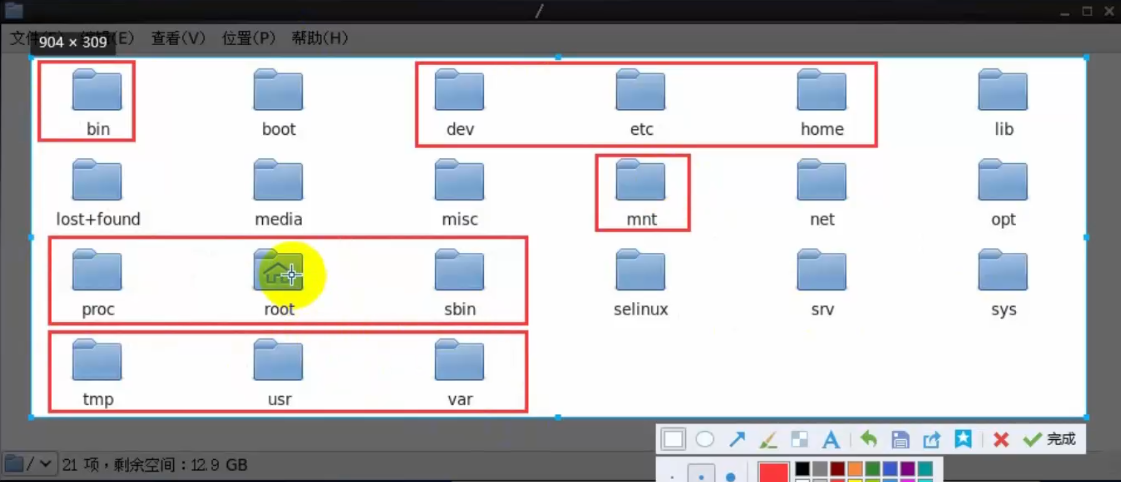 /
文件 编辑(E) 查看(V) 位置(P) 帮助(H)
904 × 309
bin boot dev etc home lib
lost+found media misc mnt net opt
proc root sbin selinux srv sys
tmp usr var
A 完成
/ 21 项，剩余空间：12.9 GB